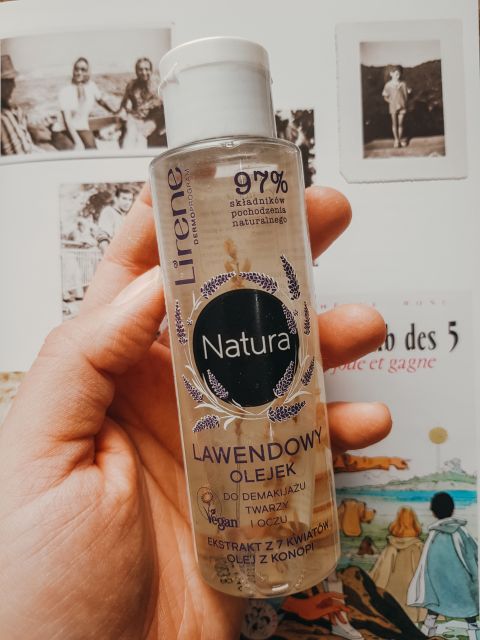 Lirene
DERMOPROGRAM
97%
składników
pochodzenia
naturalnego
Natura
LAWENDOWY
OLEJEK
DO DEMAKIJAŻU
TWARZY
I OCZU
Vegan
EKSTRAKT Z 7 KWIATÓW
OLEJ Z KONOPI
b des 5
joue et gagne